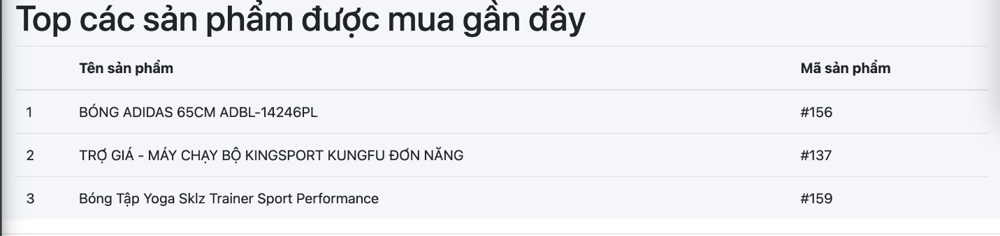 Top các sản phẩm được mua gần đây
Tên sản phẩm Mã sản phẩm
1 BÓNG ADIDAS 65CM ADBL-14246PL #156
2 TRỢ GIÁ - MÁY CHẠY BỘ KINGSPORT KUNGFU ĐƠN NĂNG #137
3 Bóng Tập Yoga Sklz Trainer Sport Performance #159